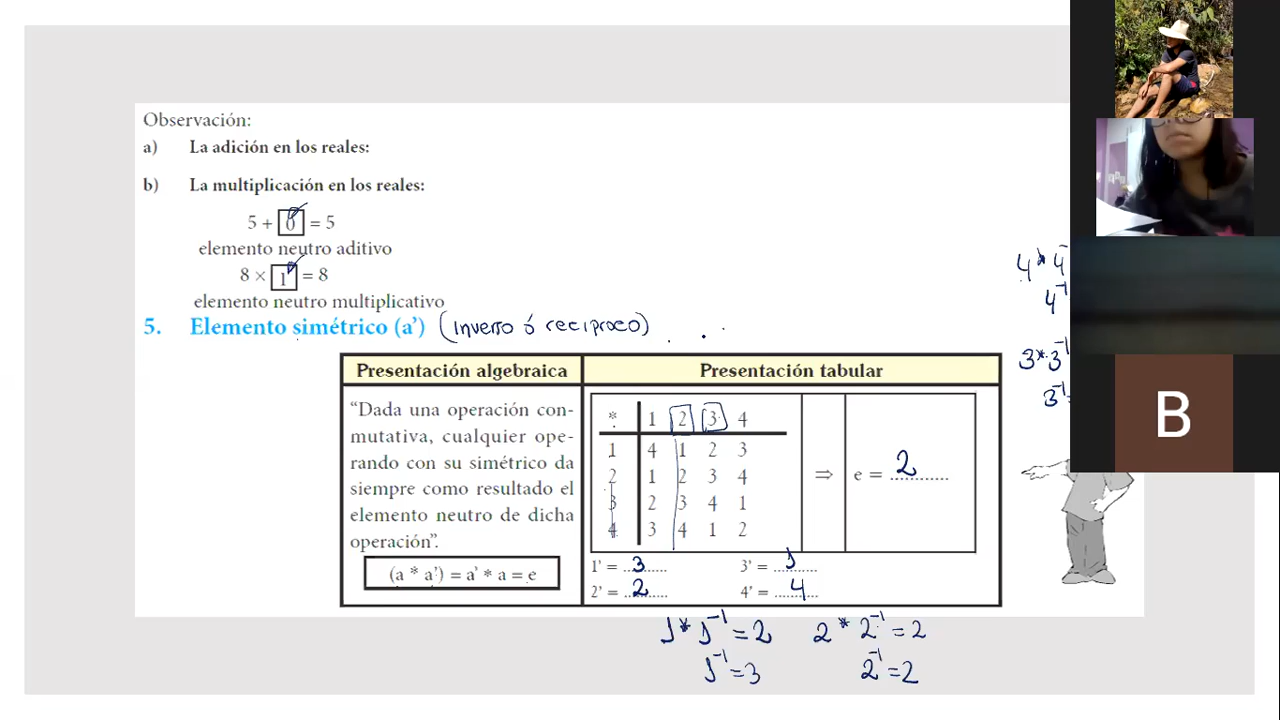 Observación:
a) La adición en los reales:
b) La multiplicación en los reales:
5 + 0 = 5
elemento neutro aditivo
8 × 1 = 8
elemento neutro multiplicativo
5. Elemento simétrico (a') (inverso ó reciproco)
Presentación algebraica
"Dada una operación con-
mutativa, cualquier ope-
rando con su simétrico da
siempre como resultado el
elemento neutro de dicha
operación".
(a * a') = a' * a = e
Presentación tabular
* 1 2 3 4
1 4 1 2 3
2 1 2 3 4
3 2 3 4 1
4 3 4 1 2
⇒ e = 2
1' = 3 3' = 1
2' = 2 4' = 4
1 * 1⁻¹ = 2 2 * 2⁻¹ = 2
1⁻¹ = 3 2⁻¹ = 2
4 * 4⁻
4⁻¹
3 * 3⁻¹
3⁻¹ =
B